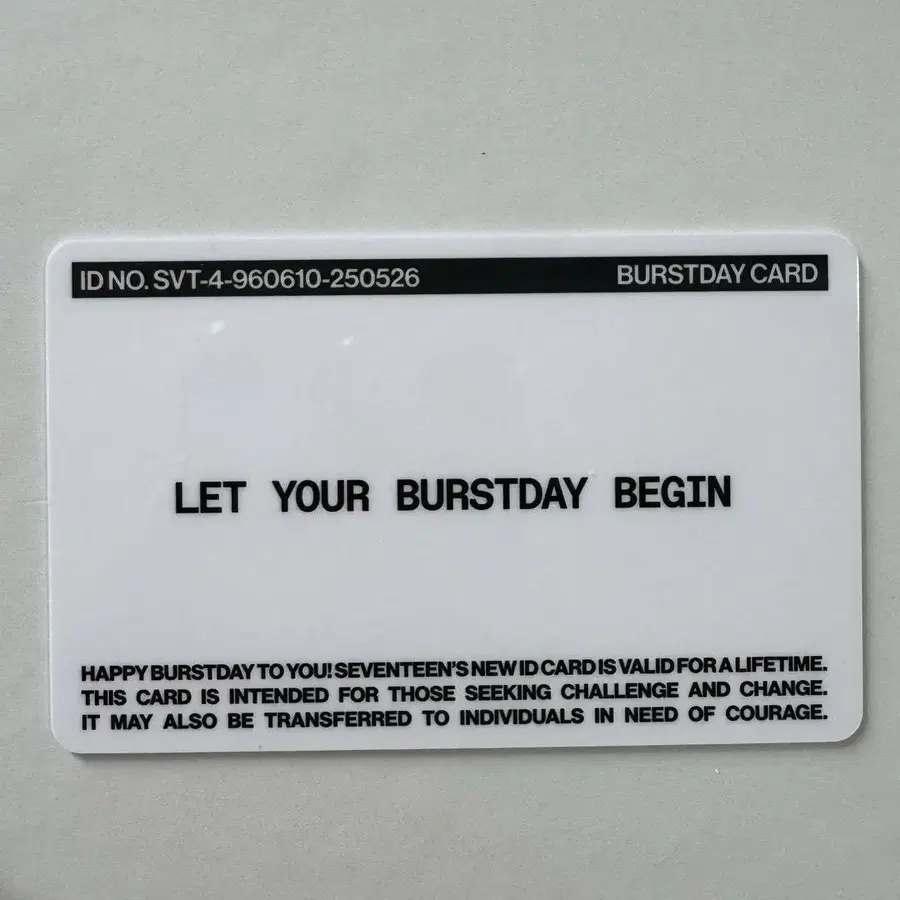 ID NO. SVT-4-960610-250526 BURSTDAY CARD
LET YOUR BURSTDAY BEGIN
HAPPY BURSTDAY TO YOU! SEVENTEEN'S NEW ID CARD IS VALID FOR A LIFETIME.
THIS CARD IS INTENDED FOR THOSE SEEKING CHALLENGE AND CHANGE.
IT MAY ALSO BE TRANSFERRED TO INDIVIDUALS IN NEED OF COURAGE.